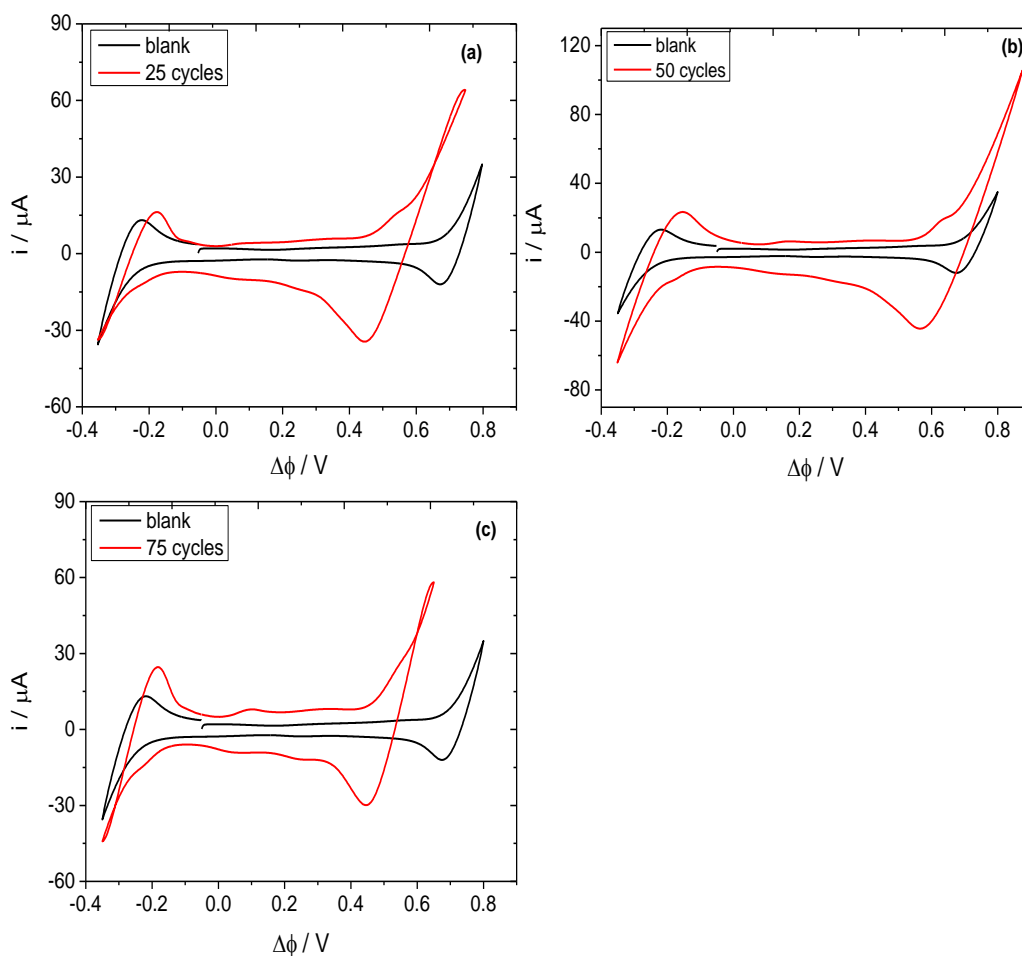 (a)
blank
25 cycles
90
60
30
0
-30
-60
i / μA
-0.4 -0.2 0.0 0.2 0.4 0.6 0.8
Δϕ / V
(b)
blank
50 cycles
120
80
40
0
-40
-80
i / μA
-0.4 -0.2 0.0 0.2 0.4 0.6 0.8
Δϕ / V
(c)
blank
75 cycles
90
60
30
0
-30
-60
i / μA
-0.4 -0.2 0.0 0.2 0.4 0.6 0.8
Δϕ / V